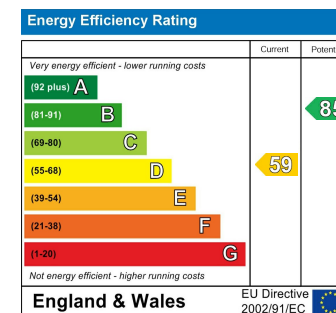 Energy Efficiency Rating
Current
Very energy efficient - lower running costs
(92 plus) A
(81-91) B
85
(69-80) C
(55-68) D
59
(39-54) E
(21-38) F
(1-20) G
Not energy efficient - higher running costs
England & Wales
EU Directive
2002/91/EC